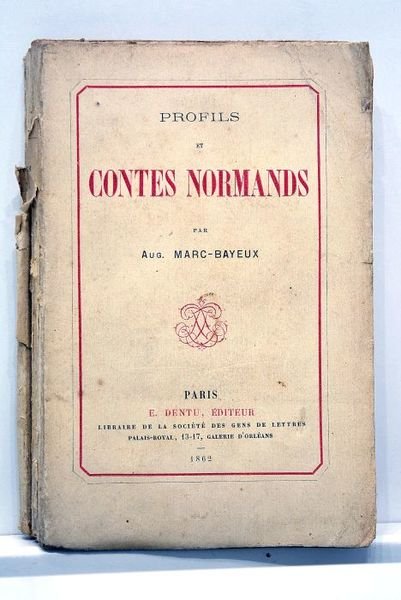 PROFILS
ET
CONTES NORMANDS
PAR
AUG. MARC-BAYEUX
PARIS
E. DENTU, ÉDITEUR
LIBRAIRE DE LA SOCIÉTÉ DES GENS DE LETTRES
PALAIS-ROYAL, 13-17, GALERIE D'ORLÉANS
—
1862